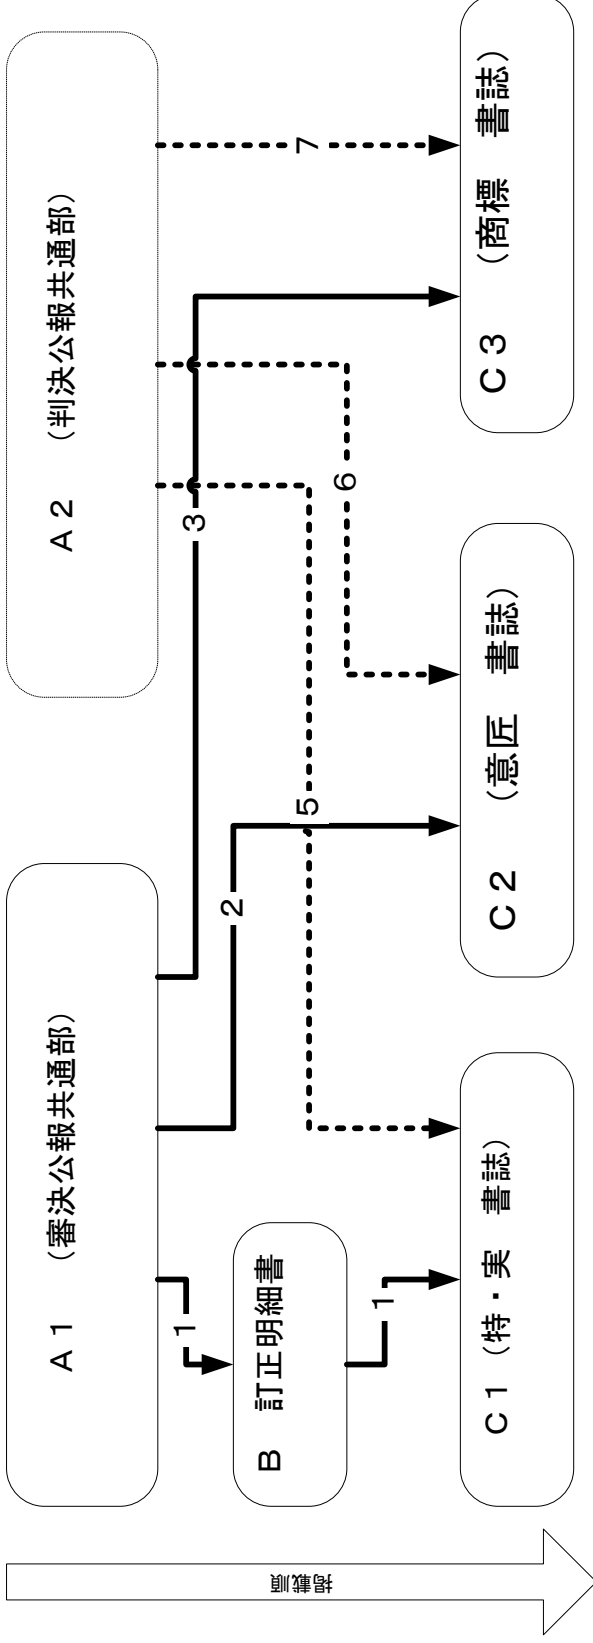 A1 (審決公報共通部)
A2 (判決公報共通部)
1
2
3
7
B 訂正明細書
1
5
6
C1(特・実 書誌)
C2 (意匠 書誌)
C3 (商標 書誌)
掲載順